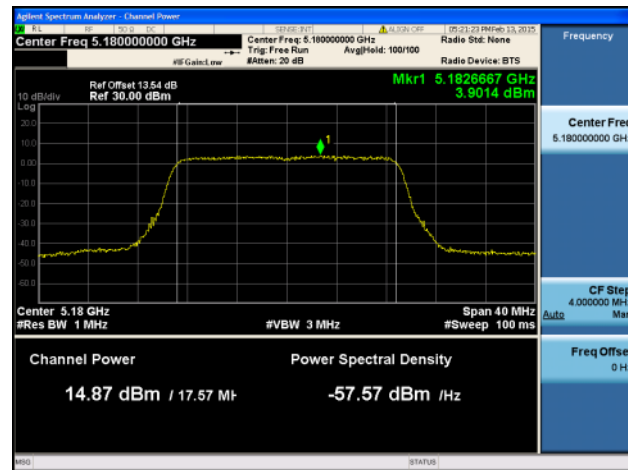 Agilent Spectrum Analyzer - Channel Power
RL RF 50 Ω DC SENSE:INT ALIGN OFF 05:21:23 PM Feb 13, 2015
Center Freq 5.180000000 GHz Center Freq: 5.180000000 GHz Radio Std: None
Trig: Free Run Avg|Hold: 100/100
#IFGain:Low #Atten: 20 dB Radio Device: BTS
Frequency
Mkr1 5.1826667 GHz
3.9014 dBm
Ref Offset 13.54 dB
10 dB/div Ref 30.00 dBm
Log
20.0
10.0
0.00
-10.0
-20.0
-30.0
-40.0
-50.0
-60.0
1
Center 5.18 GHz Span 40 MHz
#Res BW 1 MHz #VBW 3 MHz #Sweep 100 ms
Channel Power Power Spectral Density
14.87 dBm / 17.57 MH -57.57 dBm /Hz
Center Fre
5.180000000 GH
CF Step
4.000000 MH
Auto Ma
Freq Offse
0 H
MSG STATUS